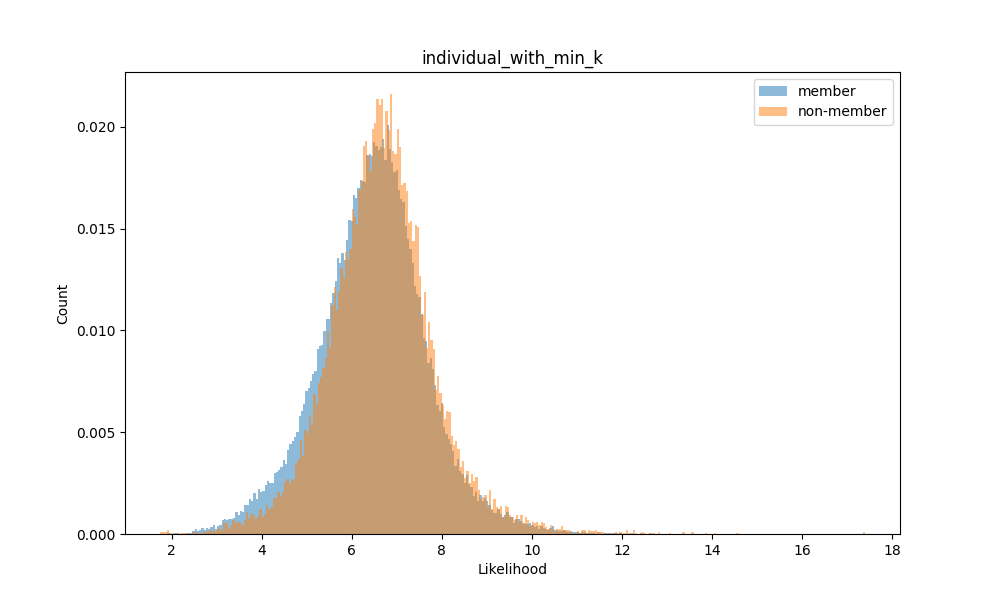 individual_with_min_k
member
non-member
Count
0.020
0.015
0.010
0.005
0.000
2 4 6 8 10 12 14 16 18
Likelihood